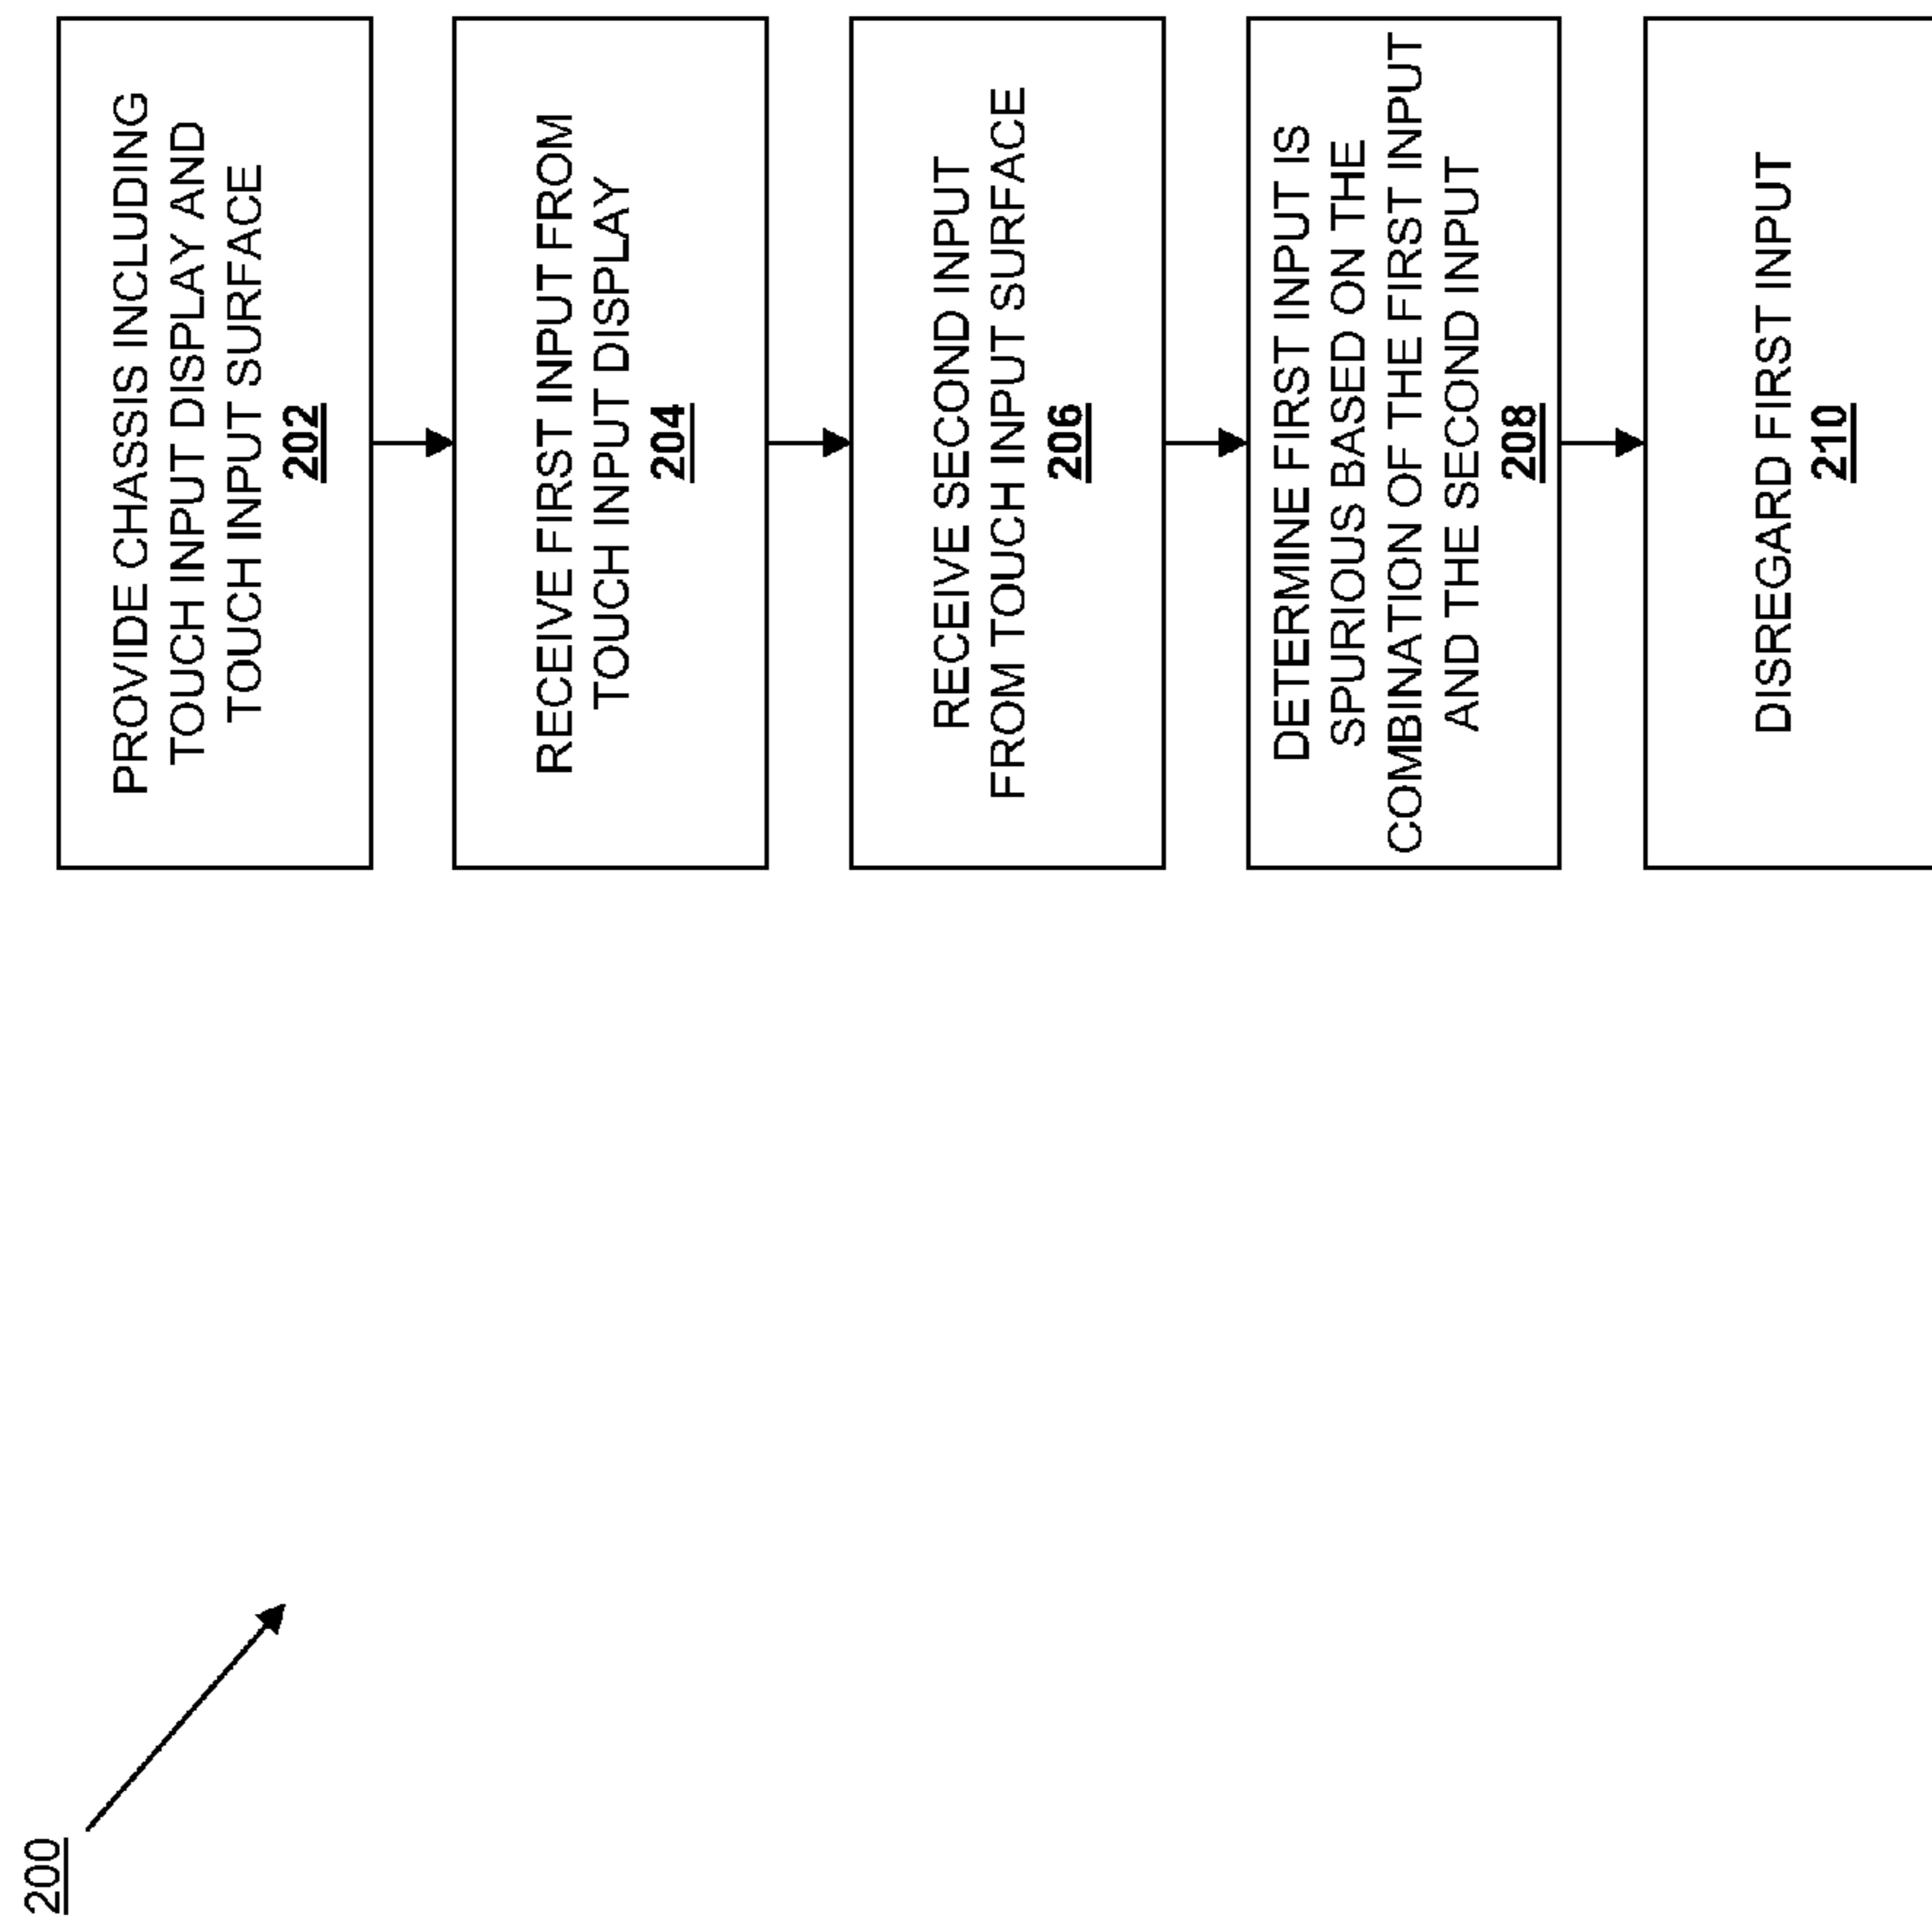 200
PROVIDE CHASSIS INCLUDING
TOUCH INPUT DISPLAY AND
TOUCH INPUT SURFACE
202
RECEIVE FIRST INPUT FROM
TOUCH INPUT DISPLAY
204
RECEIVE SECOND INPUT
FROM TOUCH INPUT SURFACE
206
DETERMINE FIRST INPUT IS
SPURIOUS BASED ON THE
COMBINATION OF THE FIRST INPUT
AND THE SECOND INPUT
208
DISREGARD FIRST INPUT
210